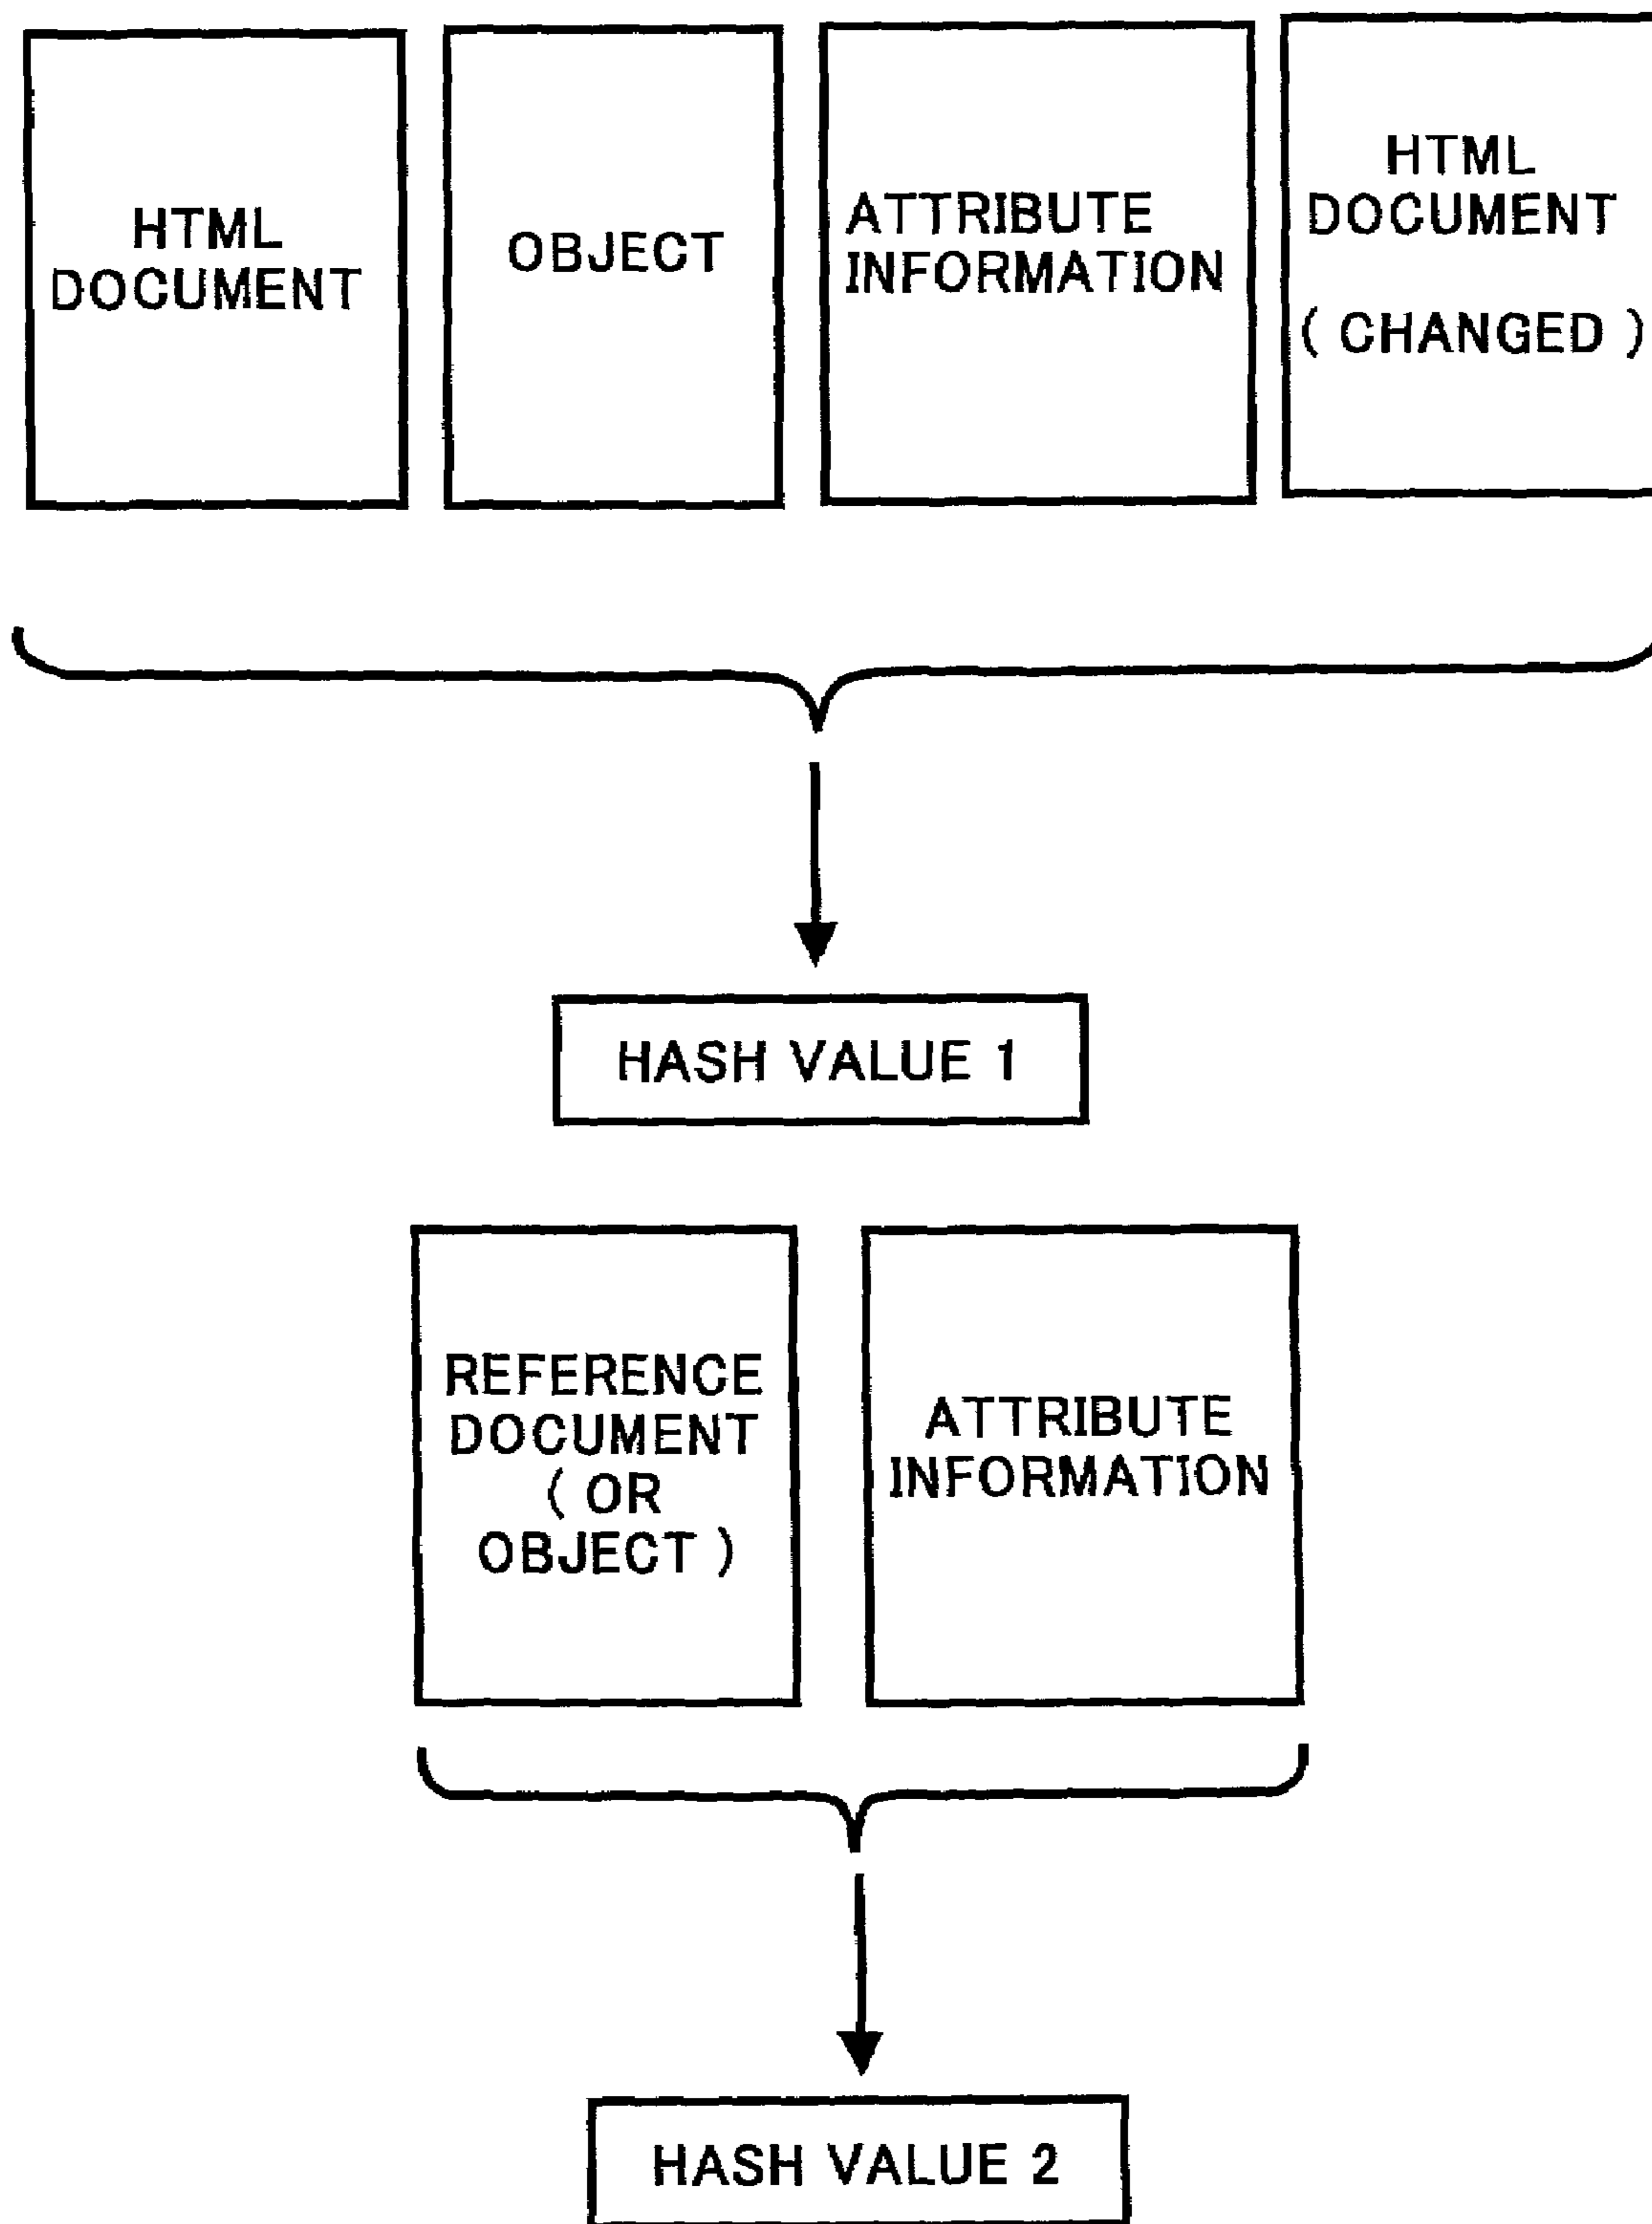 HTML
DOCUMENT
OBJECT
ATTRIBUTE
INFORMATION
HTML
DOCUMENT
( CHANGED )
HASH VALUE 1
REFERENCE
DOCUMENT
( OR
OBJECT )
ATTRIBUTE
INFORMATION
HASH VALUE 2